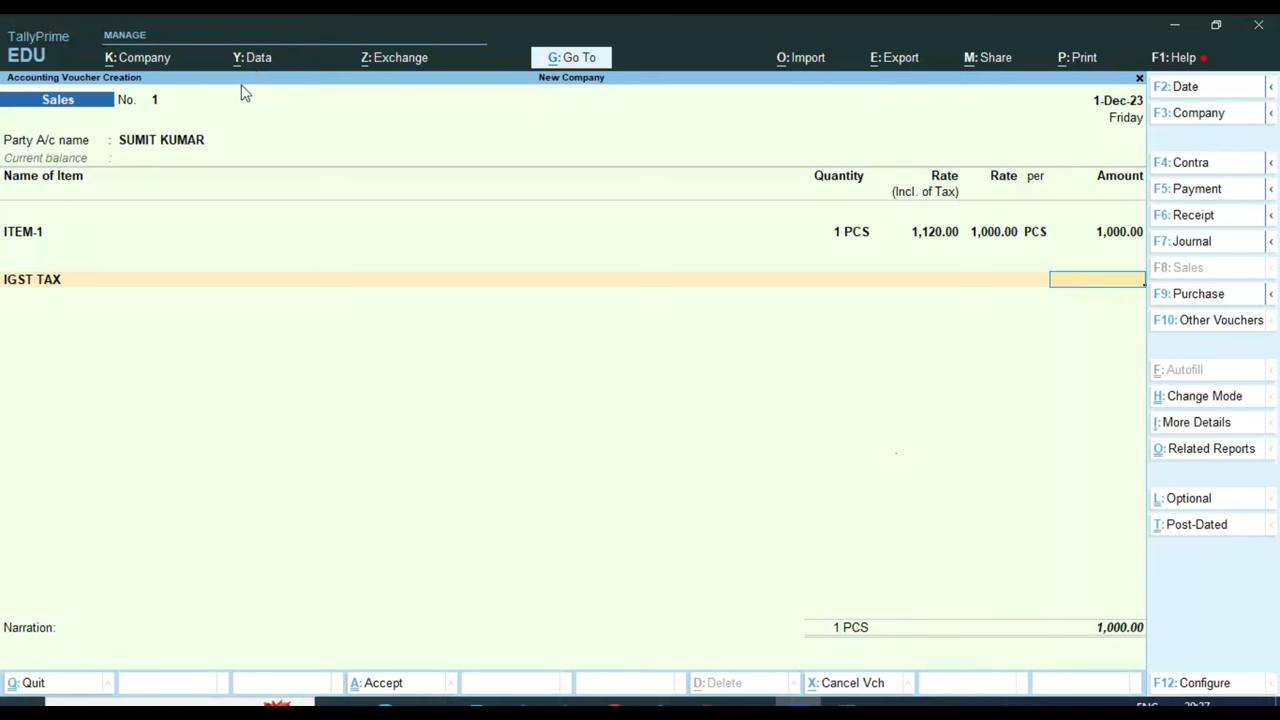 TallyPrime
EDU
MANAGE
K: Company
Y: Data
Z: Exchange
G: Go To
O: Import
E: Export
M: Share
P: Print
F1: Help
Accounting Voucher Creation
New Company
×
Sales No. 1
1-Dec-23
Friday
Party A/c name : SUMIT KUMAR
Current balance :
Name of Item Quantity Rate Rate per Amount
(Incl. of Tax)
ITEM-1 1 PCS 1,120.00 1,000.00 PCS 1,000.00
IGST TAX
Narration: 1 PCS 1,000.00
F2: Date
F3: Company
F4: Contra
F5: Payment
F6: Receipt
F7: Journal
F8: Sales
F9: Purchase
F10: Other Vouchers
F: Autofill
H: Change Mode
I: More Details
O: Related Reports
L: Optional
T: Post-Dated
Q: Quit
A: Accept
D: Delete
X: Cancel Vch
F12: Configure